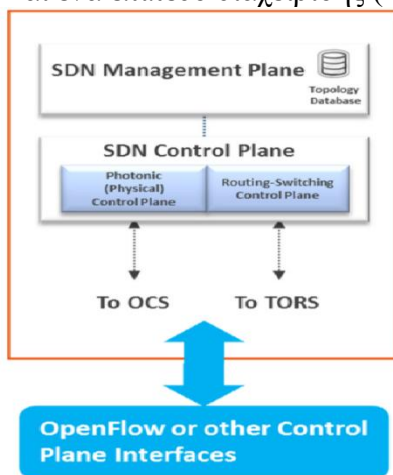 SDN Management Plane
Topology
Database
SDN Control Plane
Photonic
(Physical)
Control Plane
Routing-Switching
Control Plane
To OCS
To TORS
OpenFlow or other Control
Plane Interfaces